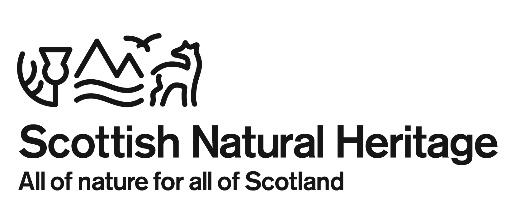 Scottish Natural Heritage
All of nature for all of Scotland